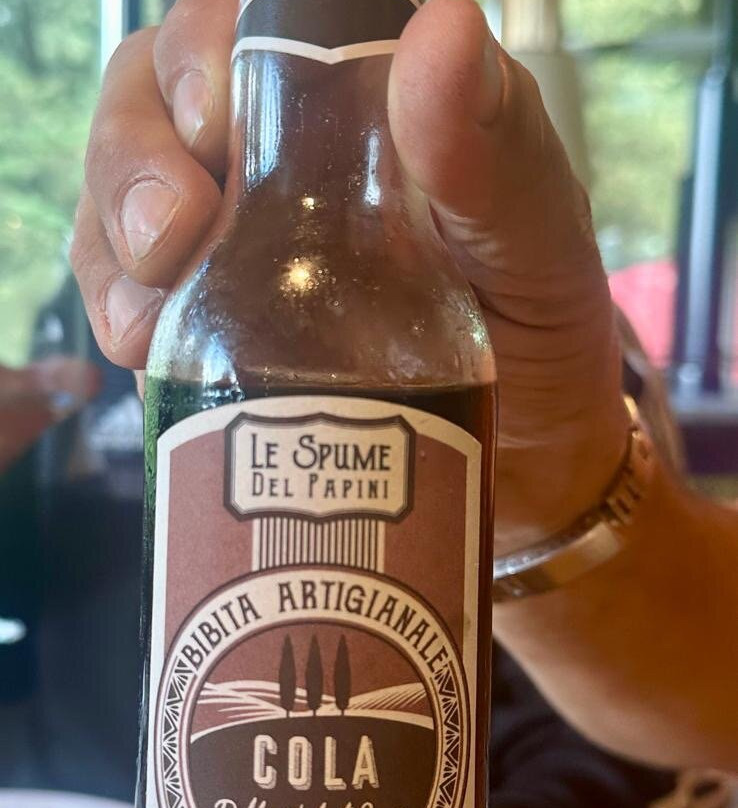 LE SPUME
DEL PAPINI
BIBITA ARTIGIANALE
COLA